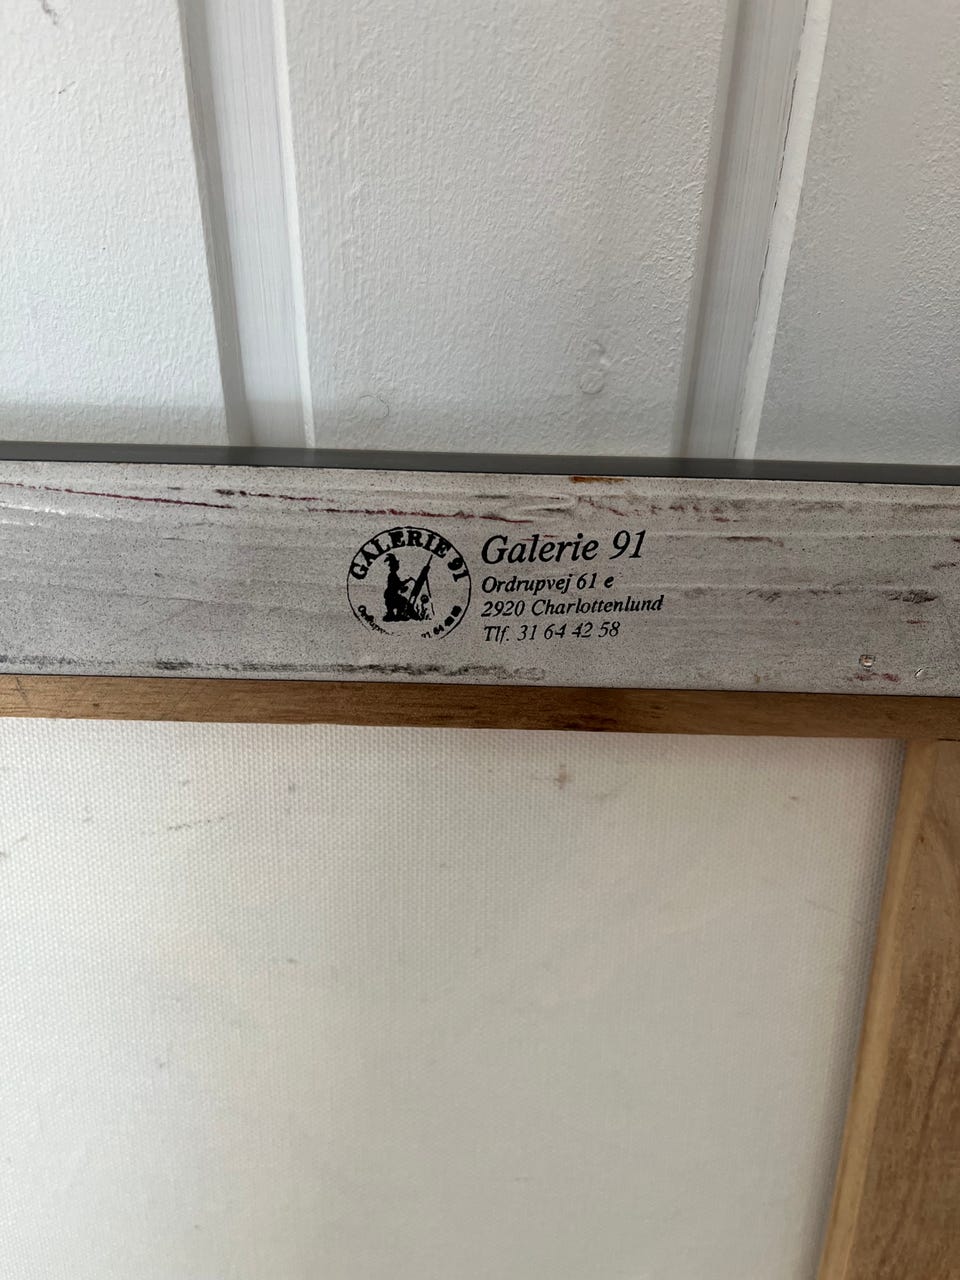 GALERIE 91
Galerie 91
Ordrupvej 61 e
2920 Charlottenlund
Tlf. 31 64 42 58